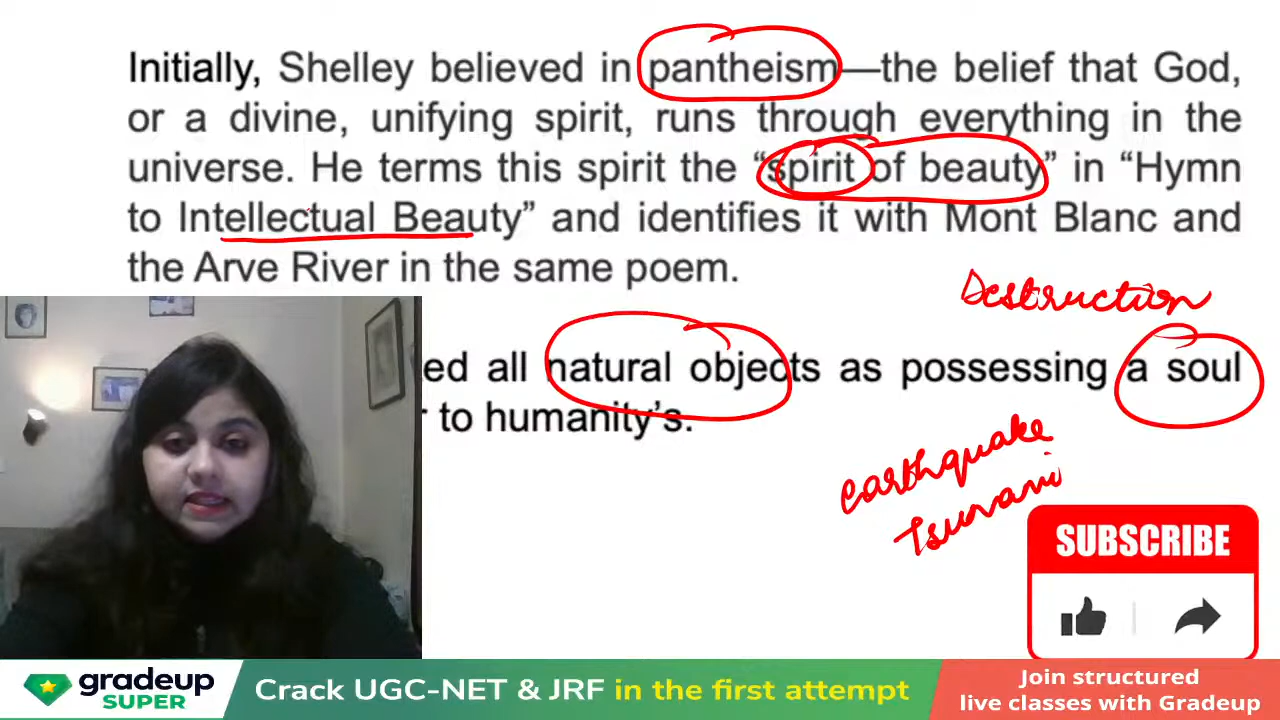 Initially, Shelley believed in pantheism—the belief that God,
or a divine, unifying spirit, runs through everything in the
universe. He terms this spirit the “spirit of beauty” in “Hymn
to Intellectual Beauty” and identifies it with Mont Blanc and
the Arve River in the same poem.
Destruction
ed all natural objects as possessing a soul
to humanity’s.
earthquake
Tsunami
SUBSCRIBE
gradeup
SUPER
Crack UGC-NET & JRF in the first attempt
Join structured
live classes with Gradeup